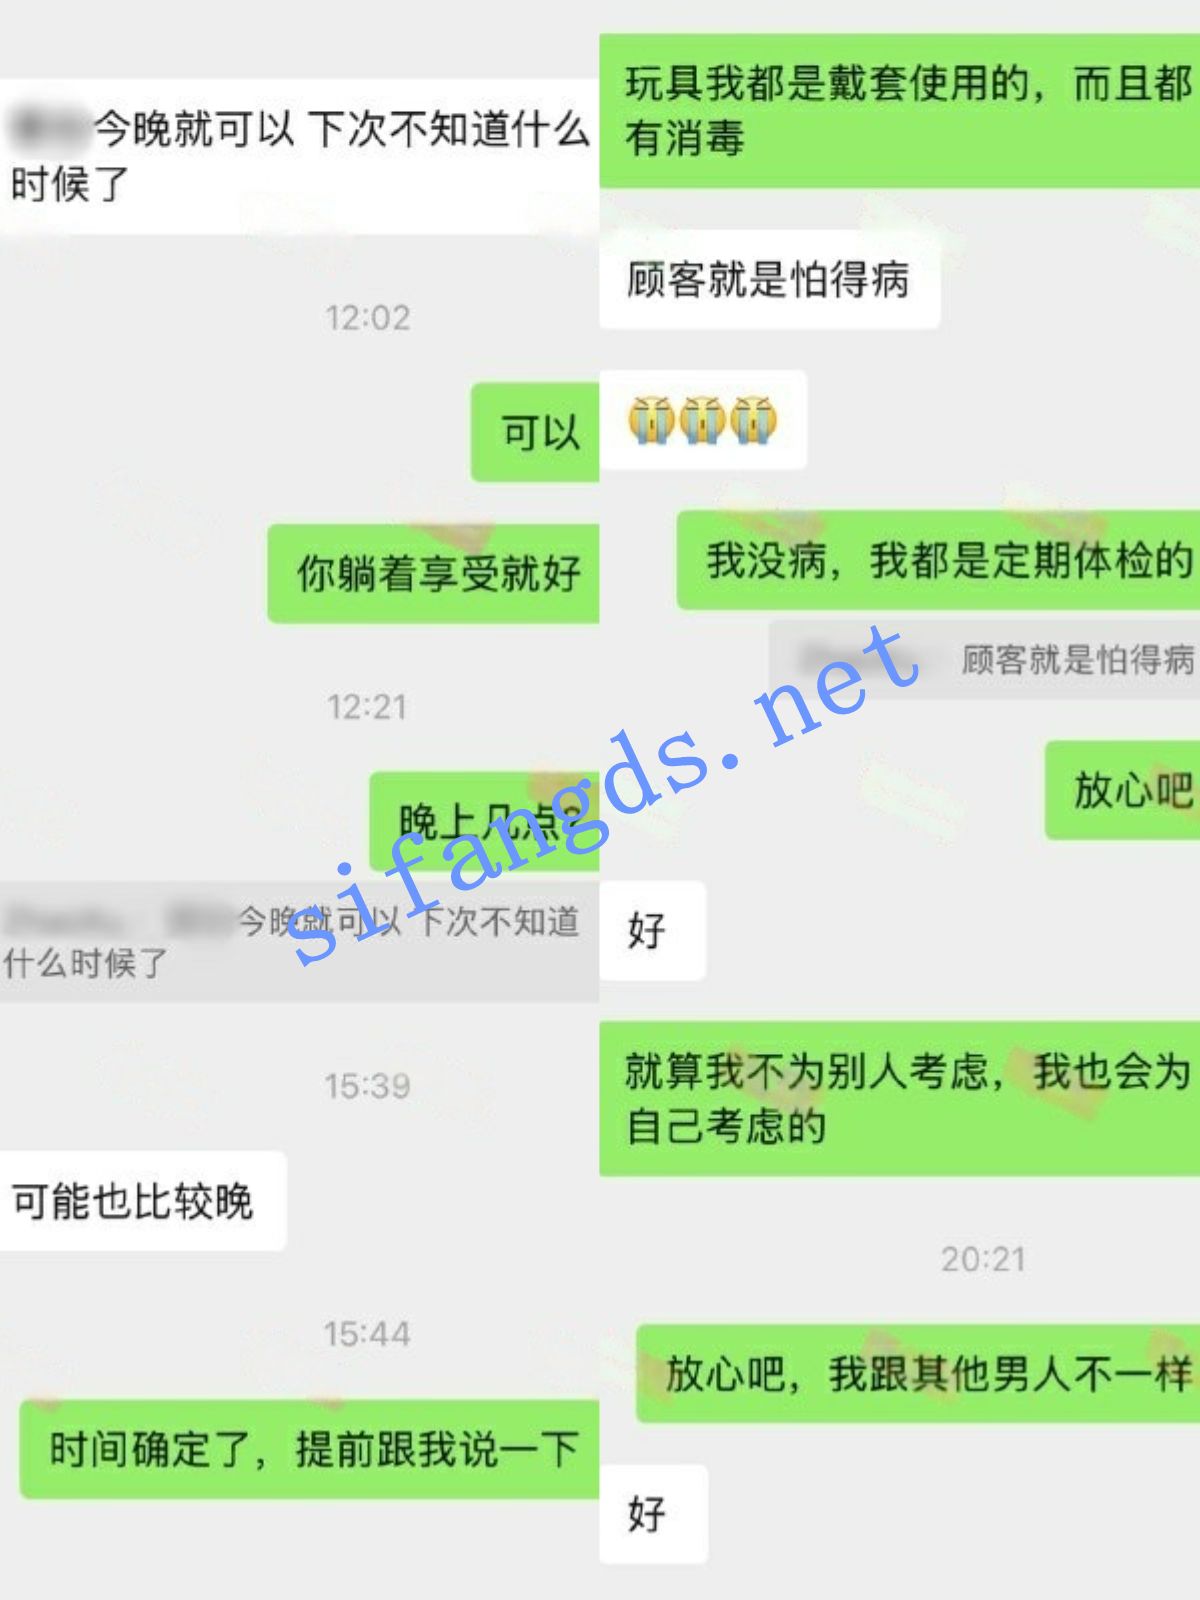 今晚就可以 下次不知道什么
时候了
12:02
可以
你躺着享受就好
12:21
晚上几点?
今晚就可以 下次不知道
什么时候了
15:39
可能也比较晚
15:44
时间确定了，提前跟我说一下
玩具我都是戴套使用的，而且都
有消毒
顾客就是怕得病
😭😭😭
我没病，我都是定期体检的
顾客就是怕得病
放心吧
好
就算我不为别人考虑，我也会为
自己考虑的
20:21
放心吧，我跟其他男人不一样
好
sifangds.net